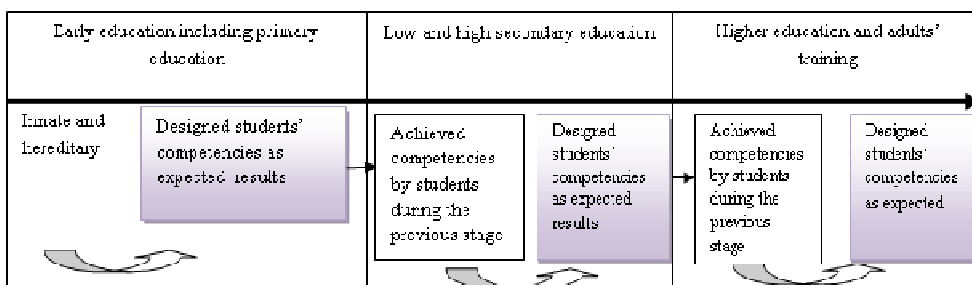 Early education including primary
education
Low and high secondary education
Higher education and adults'
training
Innate and
hereditary
Designed students'
competencies as
expected results
Achieved
competencies
by students
during the
previous stage
Designed
students'
competencies
as expected
results
Achieved
competencies
by students
during the
previous
stage
Designed
students'
competencies
as expected